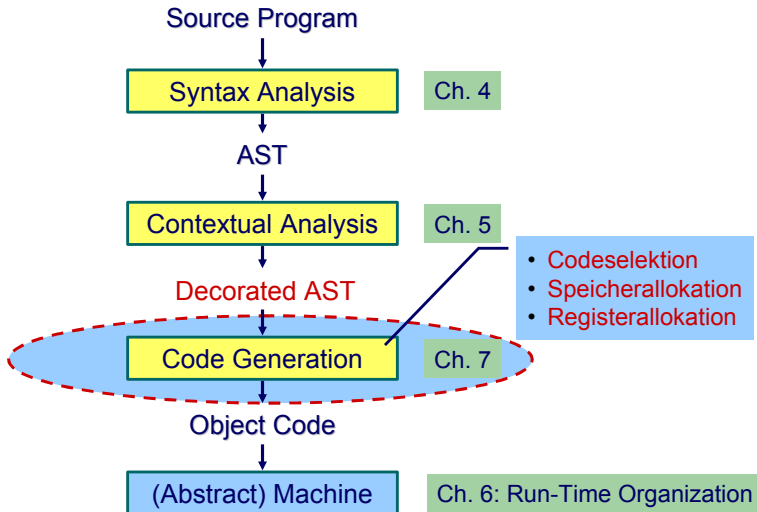 Source Program
Syntax Analysis
Ch. 4
AST
Contextual Analysis
Ch. 5
• Codeselektion
• Speicherallokation
• Registerallokation
Decorated AST
Code Generation
Ch. 7
Object Code
(Abstract) Machine
Ch. 6: Run-Time Organization